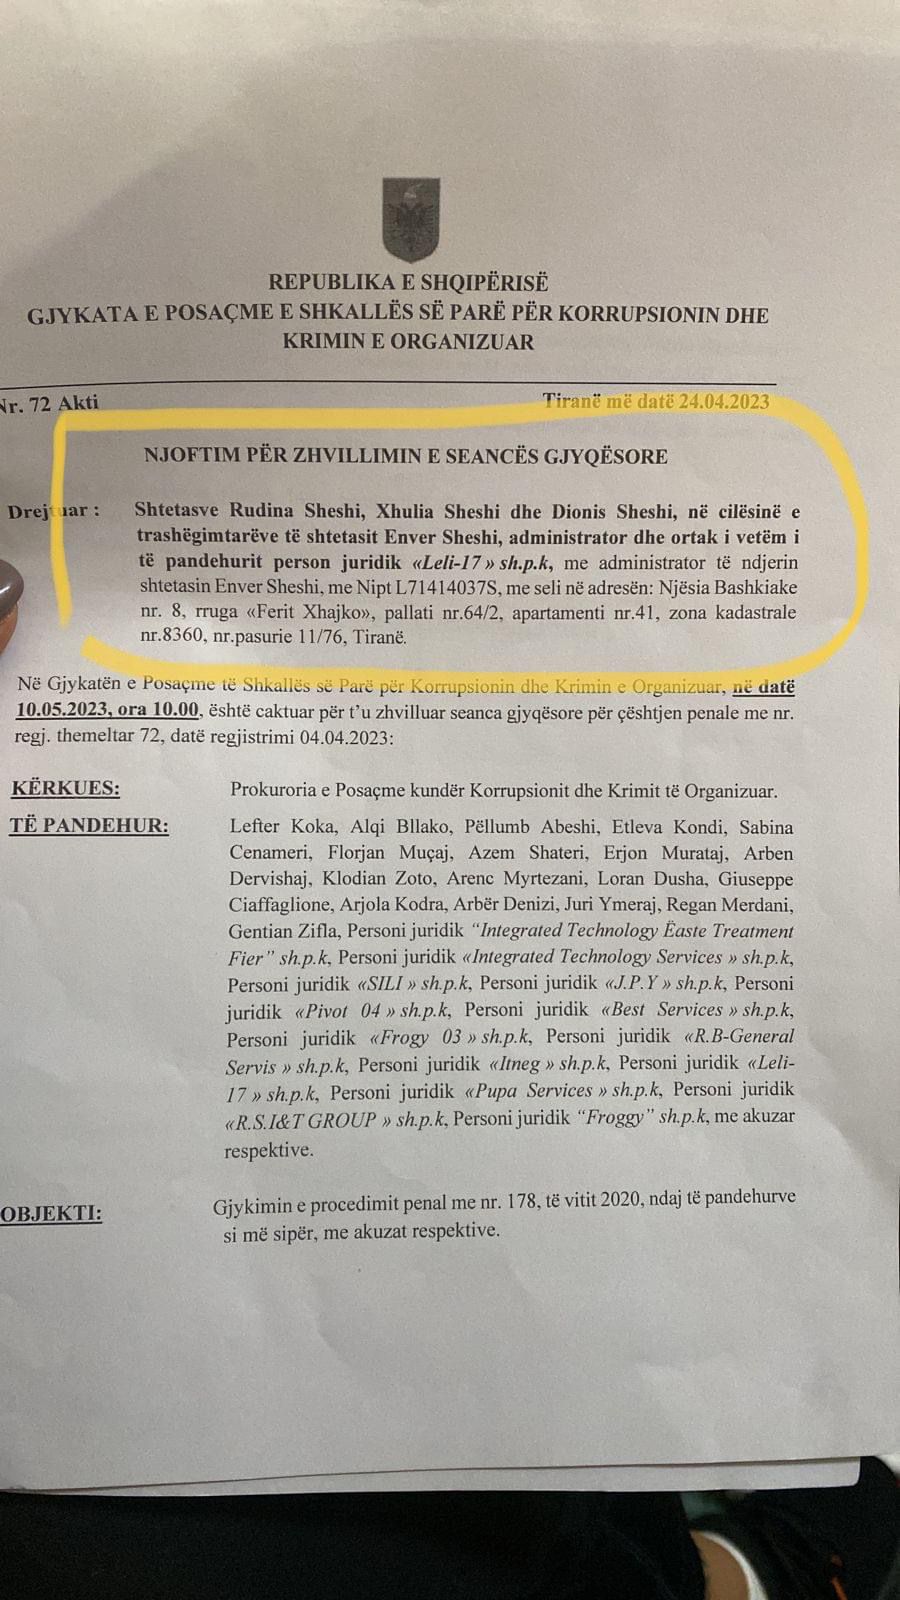 REPUBLIKA E SHQIPËRISË
GJYKATA E POSAÇME E SHKALLËS SË PARË PËR KORRUPSIONIN DHE
KRIMIN E ORGANIZUAR
Nr. 72 Akti Tiranë më datë 24.04.2023
NJOFTIM PËR ZHVILLIMIN E SEANCËS GJYQËSORE
Drejtuar : Shtetasve Rudina Sheshi, Xhulia Sheshi dhe Dionis Sheshi, në cilësinë e
trashëgimtarëve të shtetasit Enver Sheshi, administrator dhe ortak i vetëm i
të pandehurit person juridik «Leli-17 » sh.p.k, me administrator të ndjerin
shtetasin Enver Sheshi, me Nipt L71414037S, me seli në adresën: Njësia Bashkiake
nr. 8, rruga «Ferit Xhajko», pallati nr.64/2, apartamenti nr.41, zona kadastrale
nr.8360, nr.pasurie 11/76, Tiranë.
Në Gjykatën e Posaçme të Shkallës së Parë për Korrupsionin dhe Krimin e Organizuar, në datë
10.05.2023, ora 10.00, është caktuar për t'u zhvilluar seanca gjyqësore për çështjen penale me nr.
regj. themeltar 72, datë regjistrimi 04.04.2023:
KËRKUES: Prokuroria e Posaçme kundër Korrupsionit dhe Krimit të Organizuar.
TË PANDEHUR: Lefter Koka, Alqi Bllako, Pëllumb Abeshi, Etleva Kondi, Sabina
Cenameri, Florjan Muçaj, Azem Shateri, Erjon Murataj, Arben
Dervishaj, Klodian Zoto, Arenc Myrtezani, Loran Dusha, Giuseppe
Ciaffaglione, Arjola Kodra, Arbër Denizi, Juri Ymeraj, Regan Merdani,
Gentian Zifla, Personi juridik “Integrated Technology Ëaste Treatment
Fier” sh.p.k, Personi juridik «Integrated Technology Services » sh.p.k,
Personi juridik «SILI » sh.p.k, Personi juridik «J.P.Y » sh.p.k, Personi
juridik «Pivot 04 » sh.p.k, Personi juridik «Best Services » sh.p.k,
Personi juridik «Frogy 03 » sh.p.k, Personi juridik «R.B-General
Servis » sh.p.k, Personi juridik «Itneg » sh.p.k, Personi juridik «Leli-
17 » sh.p.k, Personi juridik «Pupa Services » sh.p.k, Personi juridik
«R.S.I&T GROUP » sh.p.k, Personi juridik “Froggy” sh.p.k, me akuzat
respektive.
OBJEKTI: Gjykimin e procedimit penal me nr. 178, të vitit 2020, ndaj të pandehurve
si më sipër, me akuzat respektive.